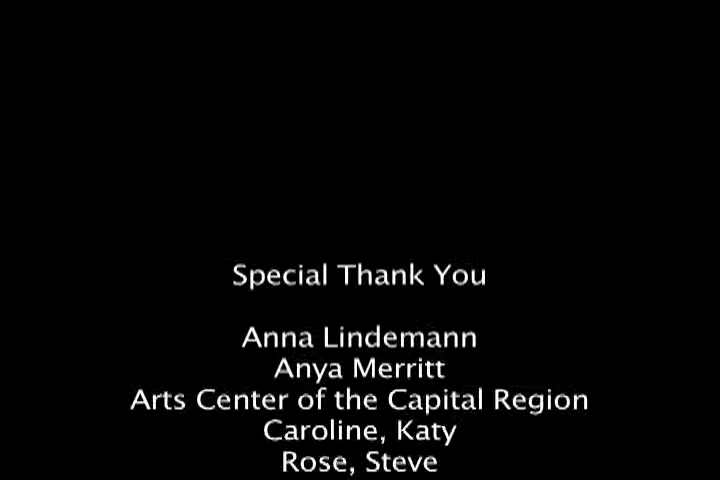 Special Thank You
Anna Lindemann
Anya Merritt
Arts Center of the Capital Region
Caroline, Katy
Rose, Steve